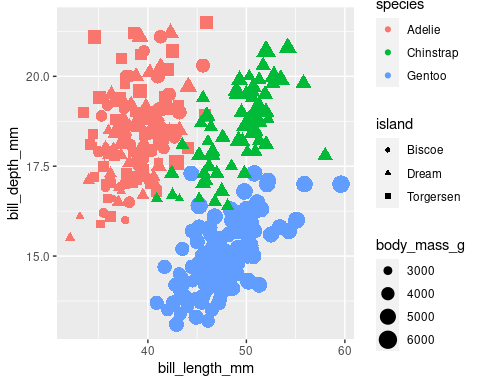 species
Adelie
Chinstrap
Gentoo
island
Biscoe
Dream
Torgersen
body_mass_g
3000
4000
5000
6000
bill_depth_mm
20.0
17.5
15.0
40
50
60
bill_length_mm